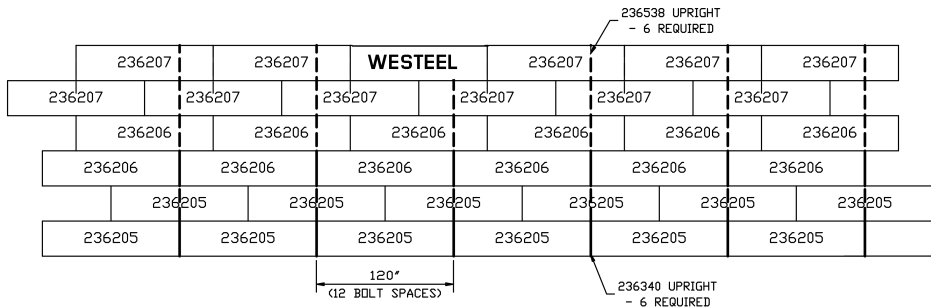 236538 UPRIGHT
- 6 REQUIRED
236207 236207 WESTEEL 236207 236207 236207
236207 236207 236207 236207 236207 236207
236206 236206 236206 236206 236206 236206
236206 236206 236206 236206 236206 236206
236205 236205 236205 236205 236205 236205
236205 236205 236205 236205 236205 236205
120"
(12 BOLT SPACES)
236340 UPRIGHT
- 6 REQUIRED